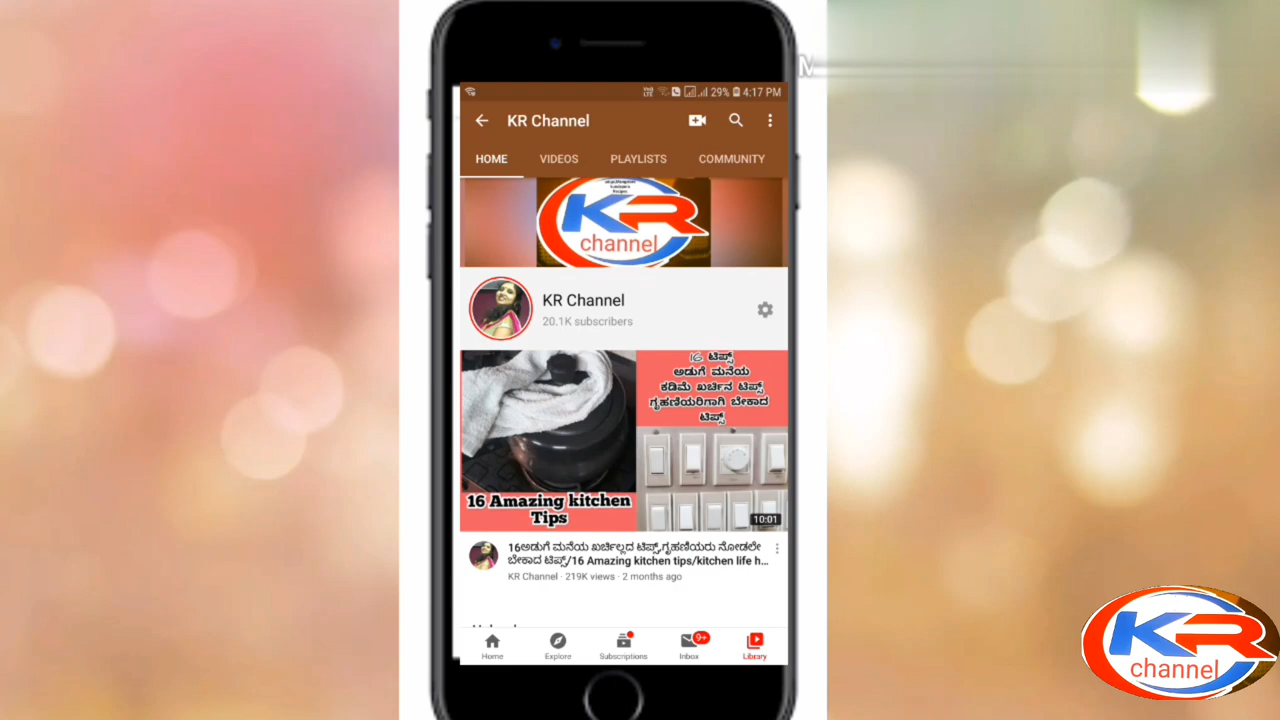 M
29% 4:17 PM
KR Channel
HOME VIDEOS PLAYLISTS COMMUNITY
KR
channel
KR Channel
20.1K subscribers
16 ಟಿಪ್ಸ್
ಅಡುಗೆ ಮನೆಯ
ಕಡಿಮೆ ಖರ್ಚಿನ ಟಿಪ್ಸ್
ಗೃಹಣಿಯರಿಗಾಗಿ ಬೇಕಾದ
ಟಿಪ್ಸ್
16 Amazing kitchen
Tips
10:01
16ಅಡುಗೆ ಮನೆಯ ಖರ್ಚಿಲ್ಲದ ಟಿಪ್ಸ್,ಗೃಹಣಿಯರು ನೋಡಲೇ
ಬೇಕಾದ ಟಿಪ್ಸ್/16 Amazing kitchen tips/kitchen life h...
KR Channel · 219K views · 2 months ago
9+
Home Explore Subscriptions Inbox Library
KR
channel